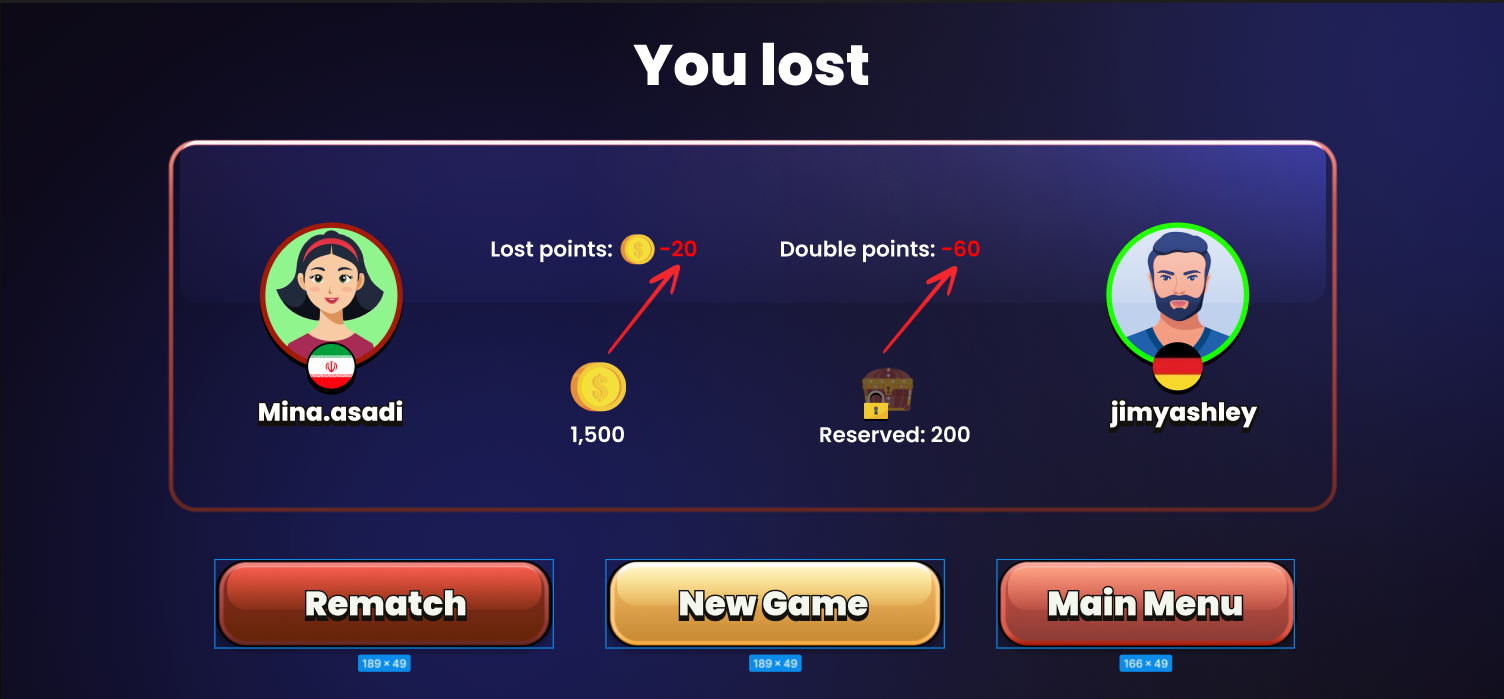 You lost
Lost points: $ -20
Double points: -60
$
Mina.asadi
jimyashley
1,500
Reserved: 200
Rematch
New Game
Main Menu
189 × 49
189 × 49
166 × 49